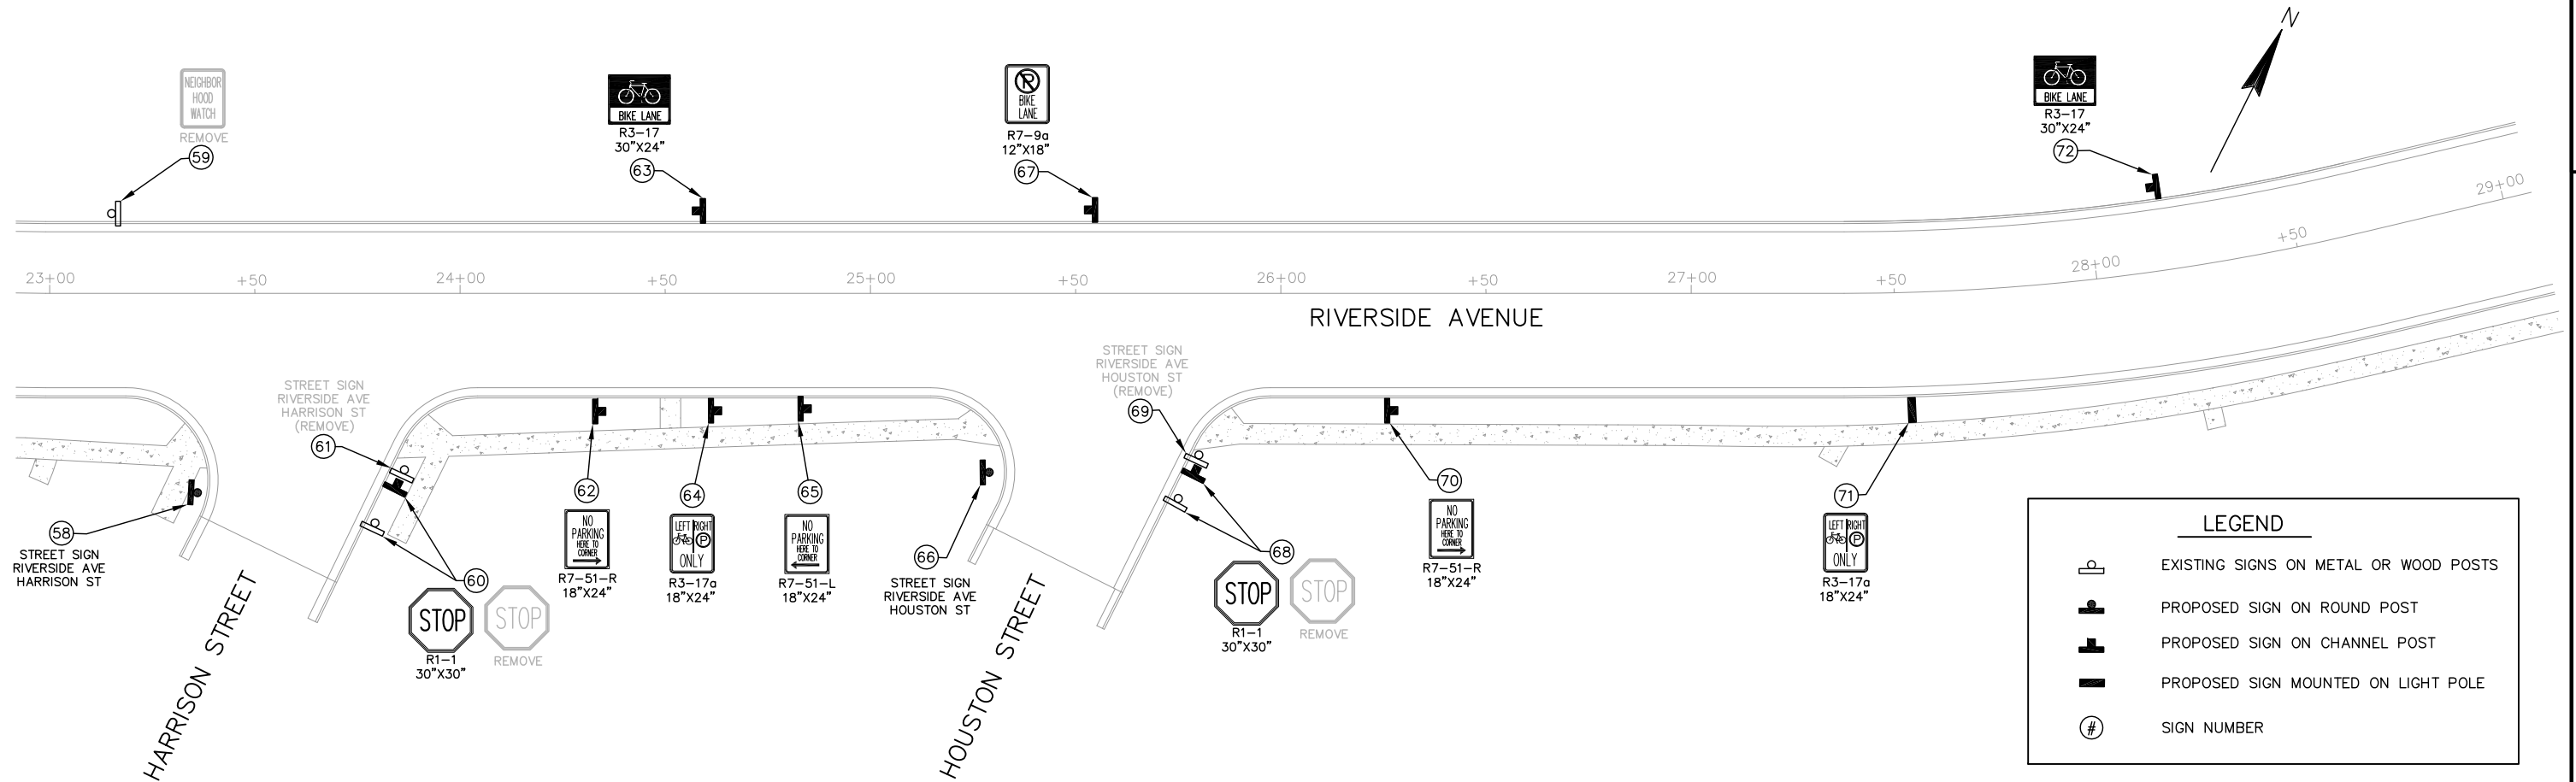 N
NEIGHBOR
HOOD
WATCH
REMOVE
59
BIKE LANE
R3-17
30"X24"
63
P
BIKE
LANE
R7-9a
12"X18"
67
BIKE LANE
R3-17
30"X24"
72
23+00
+50
24+00
+50
25+00
+50
26+00
+50
27+00
+50
28+00
+50
29+00
RIVERSIDE AVENUE
58
STREET SIGN
RIVERSIDE AVE
HARRISON ST
STREET SIGN
RIVERSIDE AVE
HARRISON ST
(REMOVE)
61
60
STOP
R1-1
30"X30"
STOP
REMOVE
HARRISON STREET
62
NO
PARKING
HERE TO
CORNER
R7-51-R
18"X24"
64
LEFT RIGHT
P
ONLY
R3-17a
18"X24"
65
NO
PARKING
HERE TO
CORNER
R7-51-L
18"X24"
66
STREET SIGN
RIVERSIDE AVE
HOUSTON ST
HOUSTON STREET
STREET SIGN
RIVERSIDE AVE
HOUSTON ST
(REMOVE)
69
68
STOP
R1-1
30"X30"
STOP
REMOVE
70
NO
PARKING
HERE TO
CORNER
R7-51-R
18"X24"
71
LEFT RIGHT
P
ONLY
R3-17a
18"X24"
LEGEND
EXISTING SIGNS ON METAL OR WOOD POSTS
PROPOSED SIGN ON ROUND POST
PROPOSED SIGN ON CHANNEL POST
PROPOSED SIGN MOUNTED ON LIGHT POLE
# SIGN NUMBER